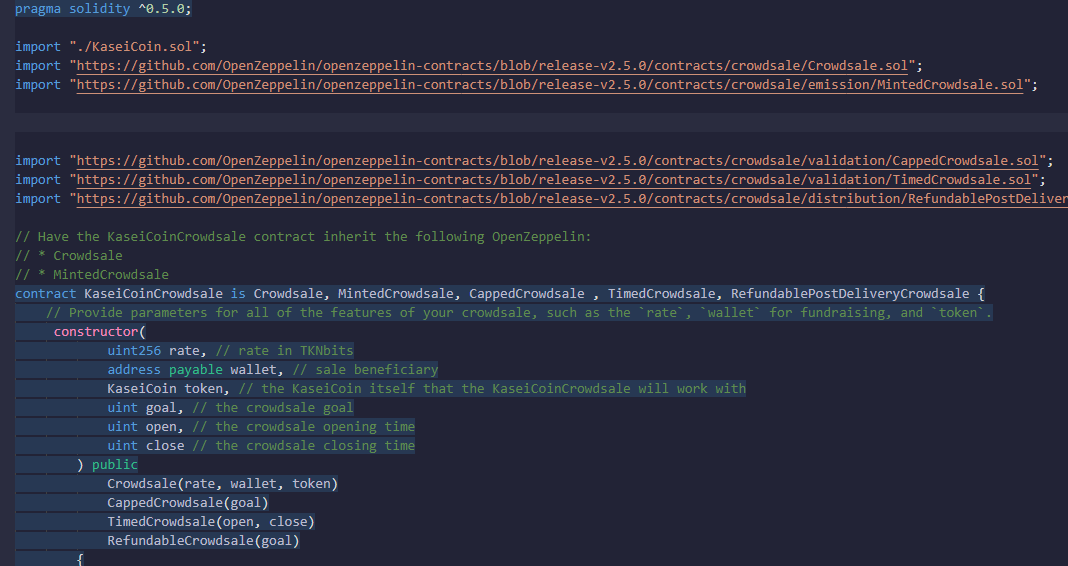 pragma solidity ^0.5.0;
import "./KaseiCoin.sol";
import "https://github.com/OpenZeppelin/openzeppelin-contracts/blob/release-v2.5.0/contracts/crowdsale/Crowdsale.sol";
import "https://github.com/OpenZeppelin/openzeppelin-contracts/blob/release-v2.5.0/contracts/crowdsale/emission/MintedCrowdsale.sol";
import "https://github.com/OpenZeppelin/openzeppelin-contracts/blob/release-v2.5.0/contracts/crowdsale/validation/CappedCrowdsale.sol";
import "https://github.com/OpenZeppelin/openzeppelin-contracts/blob/release-v2.5.0/contracts/crowdsale/validation/TimedCrowdsale.sol";
import "https://github.com/OpenZeppelin/openzeppelin-contracts/blob/release-v2.5.0/contracts/crowdsale/distribution/RefundablePostDeliver
// Have the KaseiCoinCrowdsale contract inherit the following OpenZeppelin:
// * Crowdsale
// * MintedCrowdsale
contract KaseiCoinCrowdsale is Crowdsale, MintedCrowdsale, CappedCrowdsale , TimedCrowdsale, RefundablePostDeliveryCrowdsale {
// Provide parameters for all of the features of your crowdsale, such as the `rate`, `wallet` for fundraising, and `token`.
constructor(
uint256 rate, // rate in TKNbits
address payable wallet, // sale beneficiary
KaseiCoin token, // the KaseiCoin itself that the KaseiCoinCrowdsale will work with
uint goal, // the crowdsale goal
uint open, // the crowdsale opening time
uint close // the crowdsale closing time
) public
Crowdsale(rate, wallet, token)
CappedCrowdsale(goal)
TimedCrowdsale(open, close)
RefundableCrowdsale(goal)
{